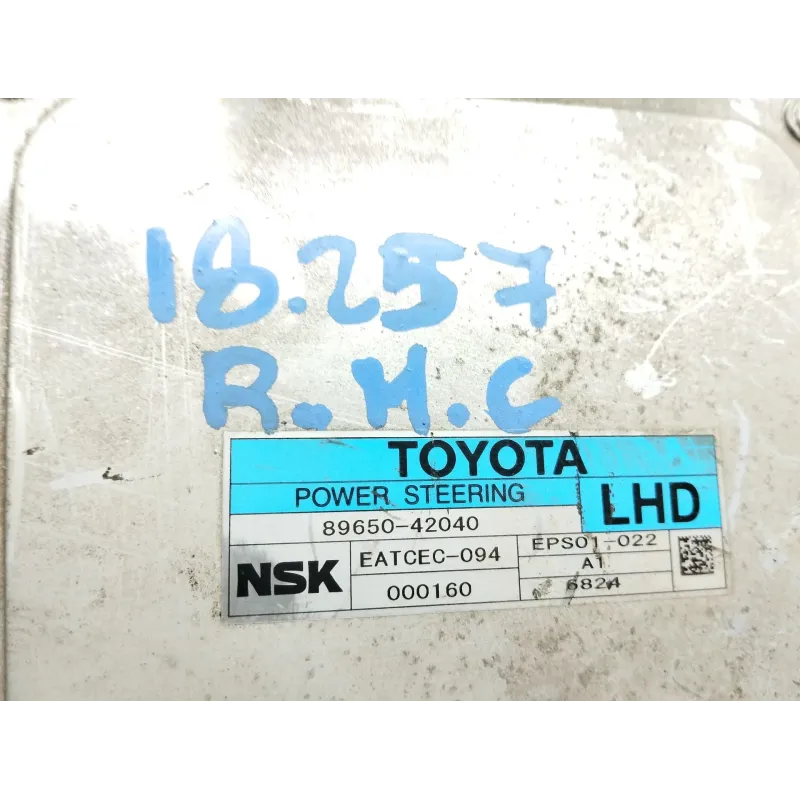 18.257
R.M.C
TOYOTA
POWER STEERING
LHD
89650-42040
NSK
EATCEC-094
EPS01-022
A1
000160
6824